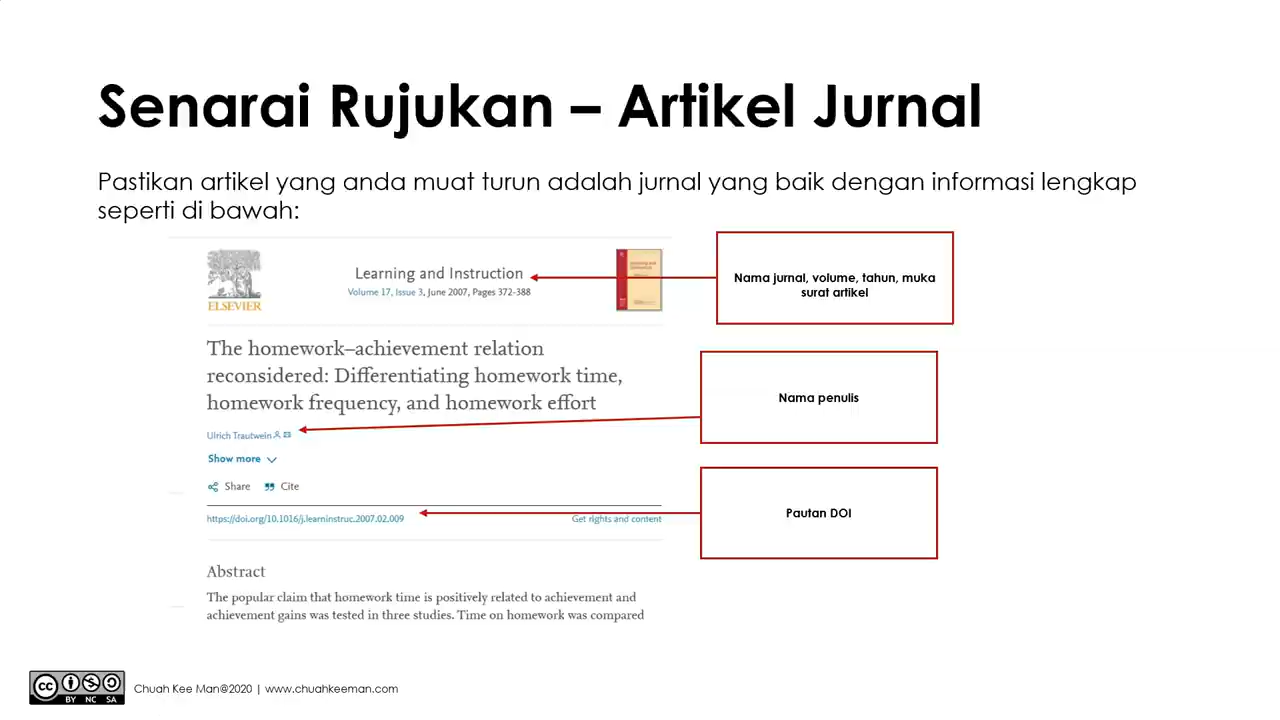 Senarai Rujukan – Artikel Jurnal
Pastikan artikel yang anda muat turun adalah jurnal yang baik dengan informasi lengkap
seperti di bawah:
ELSEVIER
Learning and Instruction
Volume 17, Issue 3, June 2007, Pages 372-388
Nama jurnal, volume, tahun, muka
surat artikel
The homework–achievement relation
reconsidered: Differentiating homework time,
homework frequency, and homework effort
Nama penulis
Ulrich Trautwein
Show more
Share Cite
https://doi.org/10.1016/j.learninstruc.2007.02.009
Get rights and content
Pautan DOI
Abstract
The popular claim that homework time is positively related to achievement and
achievement gains was tested in three studies. Time on homework was compared
cc BY NC SA
Chuah Kee Man@2020 | www.chuahkeeman.com